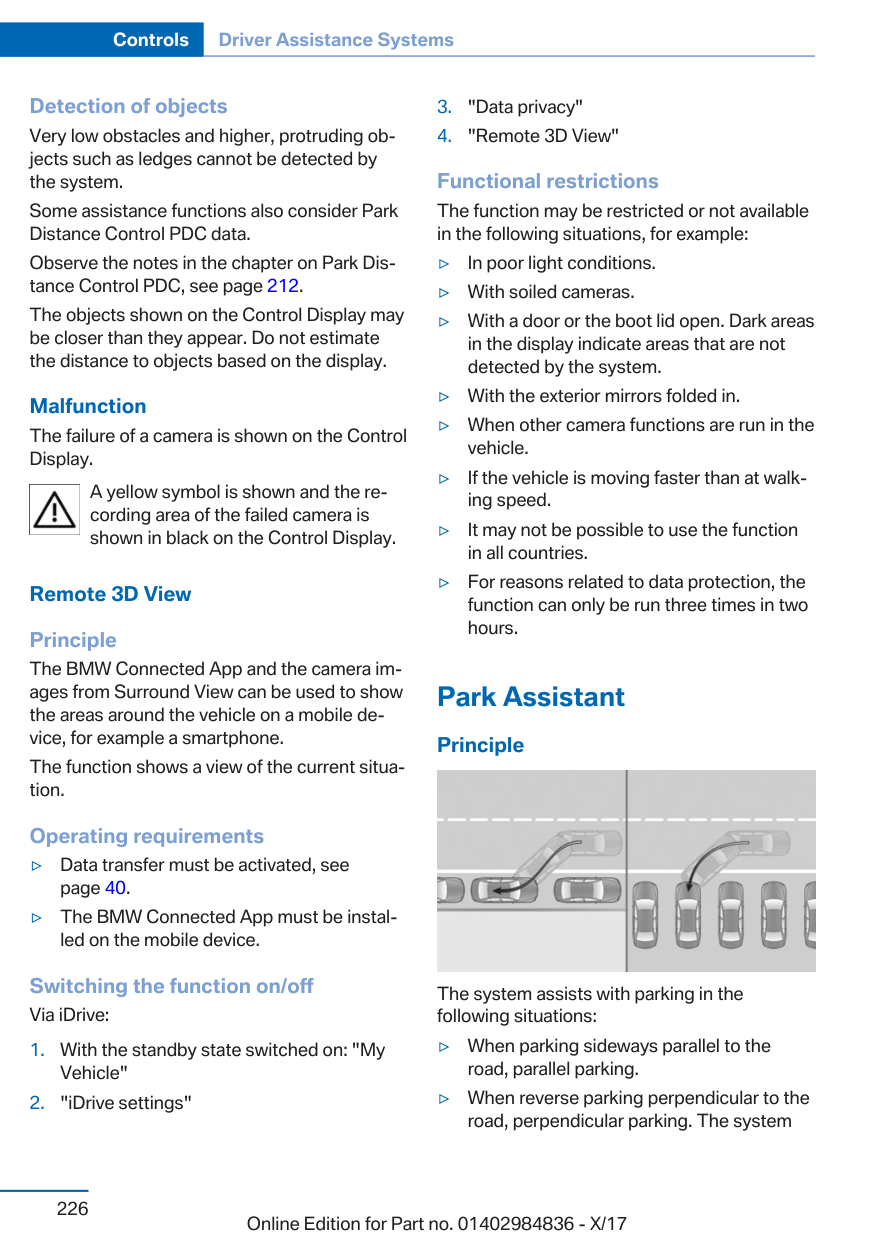 Controls Driver Assistance Systems
Detection of objects
Very low obstacles and higher, protruding ob-
jects such as ledges cannot be detected by
the system.
Some assistance functions also consider Park
Distance Control PDC data.
Observe the notes in the chapter on Park Dis-
tance Control PDC, see page 212.
The objects shown on the Control Display may
be closer than they appear. Do not estimate
the distance to objects based on the display.
Malfunction
The failure of a camera is shown on the Control
Display.
A yellow symbol is shown and the re-
cording area of the failed camera is
shown in black on the Control Display.
Remote 3D View
Principle
The BMW Connected App and the camera im-
ages from Surround View can be used to show
the areas around the vehicle on a mobile de-
vice, for example a smartphone.
The function shows a view of the current situa-
tion.
Operating requirements
▷ Data transfer must be activated, see
page 40.
▷ The BMW Connected App must be instal-
led on the mobile device.
Switching the function on/off
Via iDrive:
1. With the standby state switched on: "My
Vehicle"
2. "iDrive settings"
3. "Data privacy"
4. "Remote 3D View"
Functional restrictions
The function may be restricted or not available
in the following situations, for example:
▷ In poor light conditions.
▷ With soiled cameras.
▷ With a door or the boot lid open. Dark areas
in the display indicate areas that are not
detected by the system.
▷ With the exterior mirrors folded in.
▷ When other camera functions are run in the
vehicle.
▷ If the vehicle is moving faster than at walk-
ing speed.
▷ It may not be possible to use the function
in all countries.
▷ For reasons related to data protection, the
function can only be run three times in two
hours.
Park Assistant
Principle
The system assists with parking in the
following situations:
▷ When parking sideways parallel to the
road, parallel parking.
▷ When reverse parking perpendicular to the
road, perpendicular parking. The system
226
Online Edition for Part no. 01402984836 - X/17